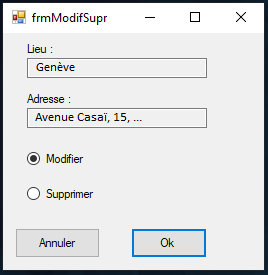 frmModifSupr
Lieu :
Genève
Adresse :
Avenue Casaï, 15, ...
Modifier
Supprimer
Annuler
Ok